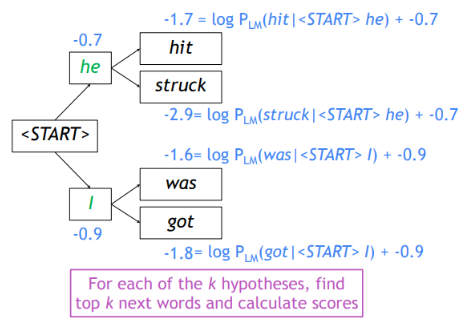 -1.7 = log P_LM(hit|<START> he) + -0.7
-0.7
hit
he
struck
-2.9= log P_LM(struck|<START> he) + -0.7
<START>
-1.6= log P_LM(was|<START> I) + -0.9
was
I
got
-0.9
-1.8= log P_LM(got|<START> I) + -0.9
For each of the k hypotheses, find
top k next words and calculate scores